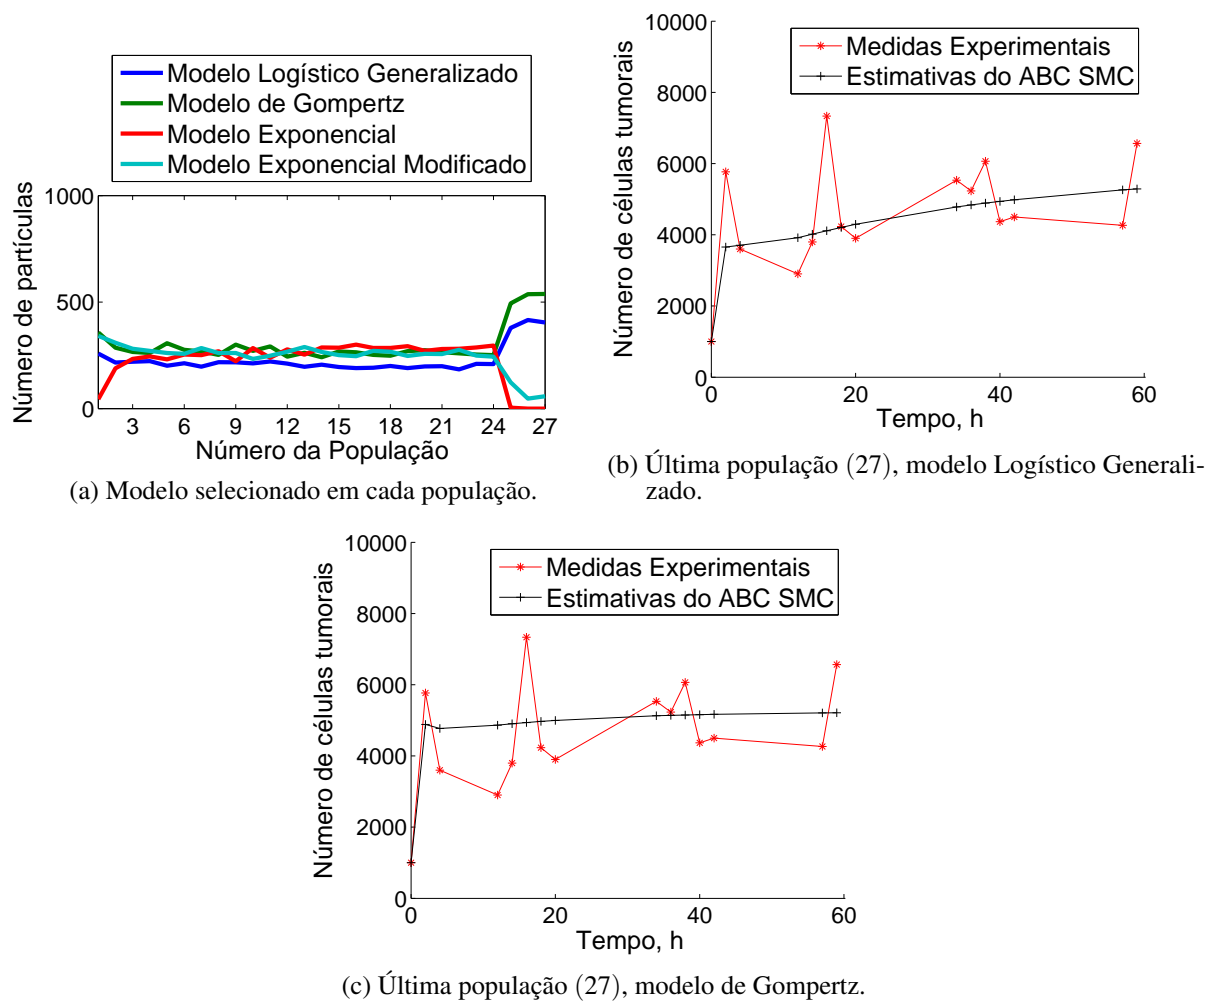 Modelo Logístico Generalizado
Modelo de Gompertz
Modelo Exponencial
Modelo Exponencial Modificado
Número de partículas
1000
500
0
3 6 9 12 15 18 21 24 27
Número da População
(a) Modelo selecionado em cada população.
Medidas Experimentais
Estimativas do ABC SMC
Número de células tumorais
10000
8000
6000
4000
2000
0
0 20 40 60
Tempo, h
(b) Última população (27), modelo Logístico Generali-
zado.
Medidas Experimentais
Estimativas do ABC SMC
Número de células tumorais
10000
8000
6000
4000
2000
0
0 20 40 60
Tempo, h
(c) Última população (27), modelo de Gompertz.